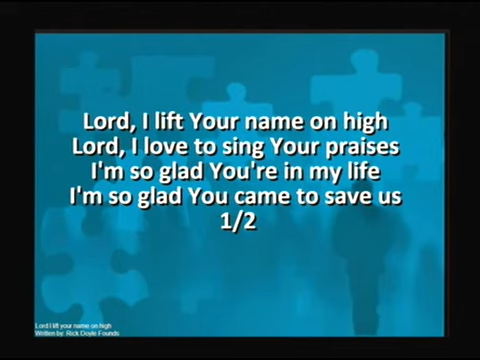 Lord, I lift Your name on high
Lord, I love to sing Your praises
I'm so glad You're in my life
I'm so glad You came to save us
1/2
Lord I lift your name on high
Written by: Rick Doyle Founds